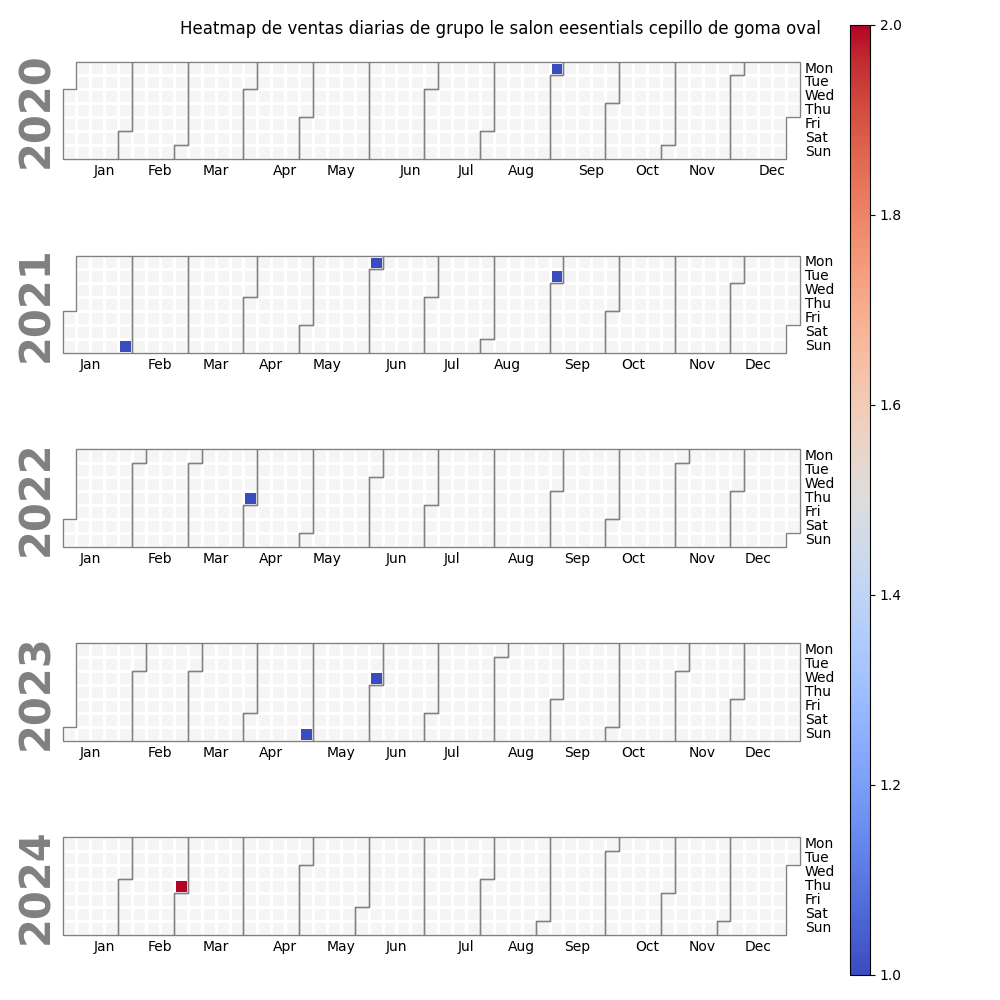 Heatmap de ventas diarias de grupo le salon eesentials cepillo de goma oval
2020
Mon
Tue
Wed
Thu
Fri
Sat
Sun
Jan Feb Mar Apr May Jun Jul Aug Sep Oct Nov Dec
2021
Mon
Tue
Wed
Thu
Fri
Sat
Sun
Jan Feb Mar Apr May Jun Jul Aug Sep Oct Nov Dec
2022
Mon
Tue
Wed
Thu
Fri
Sat
Sun
Jan Feb Mar Apr May Jun Jul Aug Sep Oct Nov Dec
2023
Mon
Tue
Wed
Thu
Fri
Sat
Sun
Jan Feb Mar Apr May Jun Jul Aug Sep Oct Nov Dec
2024
Mon
Tue
Wed
Thu
Fri
Sat
Sun
Jan Feb Mar Apr May Jun Jul Aug Sep Oct Nov Dec
2.0
1.8
1.6
1.4
1.2
1.0